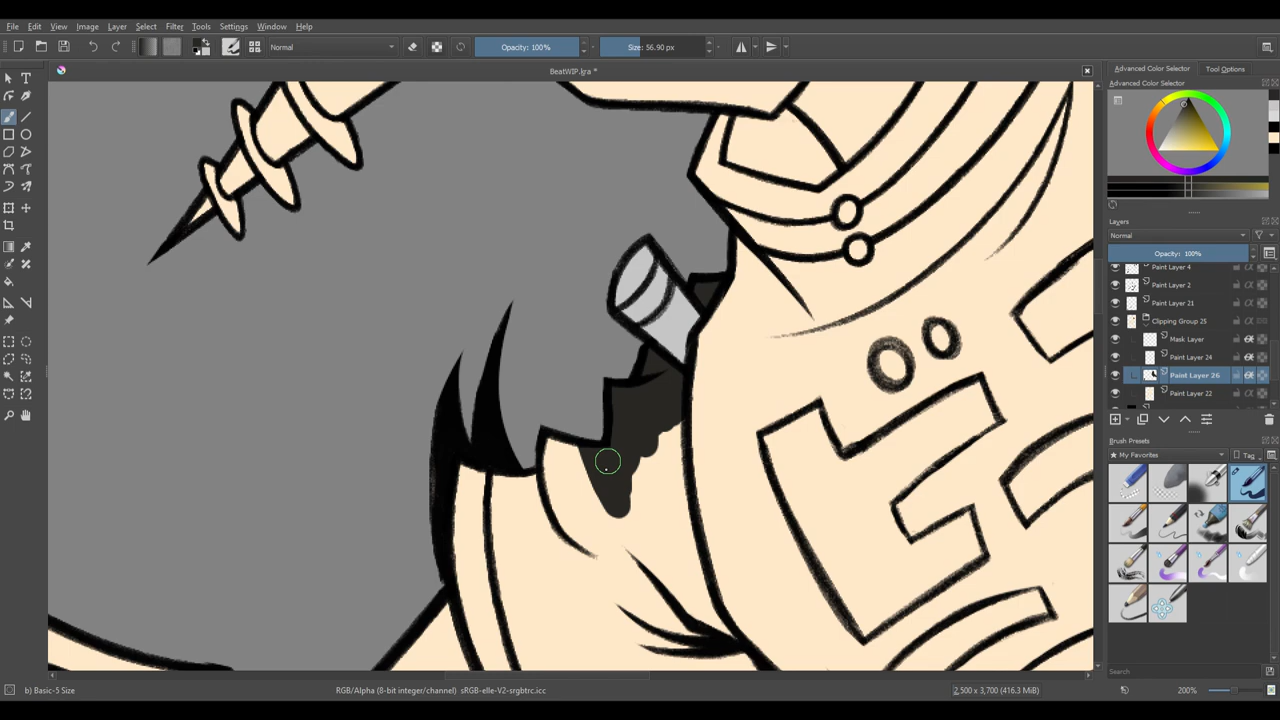 File Edit View Image Layer Select Filter Tools Settings Window Help
Normal Opacity: 100% Size: 56.90 px
BeatWIP.kra *
Advanced Color Selector Tool Options
Advanced Color Selector
Layers
Normal
Opacity: 100%
Paint Layer 4
Paint Layer 2
Paint Layer 21
Clipping Group 25
Mask Layer
Paint Layer 24
Paint Layer 26
Paint Layer 22
Brush Presets
My Favorites Tag
Search
b) Basic-5 Size RGB/Alpha (8-bit integer/channel) sRGB-elle-V2-srgbtrc.icc 2,500 x 3,700 (416.3 MiB) 200%